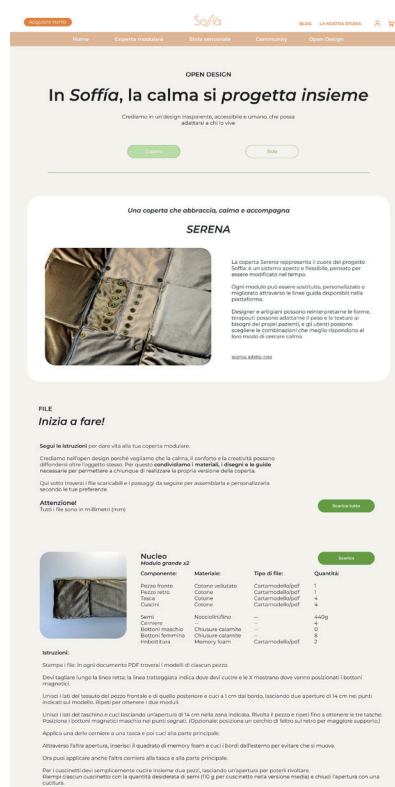 ACQUISTA TUTTO
Soffia
BLOG
LA NOSTRA STORIA
Home
Coperta modulare
Stola sensoriale
Community
Open Design
OPEN DESIGN
In Soffía, la calma si progetta insieme
Crediamo in un design trasparente, accessibile e umano, che possa
adattarsi a chi lo vive
Coperta
Stola
Una coperta che abbraccia, calma e accompagna
SERENA
La coperta Serena rappresenta il cuore del progetto
Soffia: è un sistema aperto e flessibile, pensato per
essere modificato nel tempo.
Ogni modulo può essere sostituito, personalizzato o
migliorato attraverso le linee guida disponibili nella
piattaforma.
Designer e artigiani possono reinterpretarne le forme,
terapeuti possono adattarne il peso e le texture ai
bisogni dei propri pazienti, e gli utenti possono
scegliere le combinazioni che meglio rispondono al
loro modo di cercare calma.
scarica, adatta, crea
FILE
Inizia a fare!
Segui le istruzioni per dare vita alla tua coperta modulare.
Crediamo nell'open design perché vogliamo che la calma, il conforto e la creatività possano
diffondersi oltre l'oggetto stesso. Per questo condividiamo i materiali, i disegni e le guide
necessarie per permettere a chiunque di realizzare la propria versione della coperta.
Qui sotto troverai i file scaricabili e i passaggi da seguire per assemblarla e personalizzarla
secondo le tue preferenze.
Attenzione!
Tutti i file sono in millimetri (mm)
Scarica tutto
Nucleo
Modulo grande x2
Scarica
Componente: Materiale: Tipo di file: Quantità:
Pezzo fronte Cotone vellutato Cartamodello/pdf 1
Pezzo retro Cotone Cartamodello/pdf 1
Tasca Cotone Cartamodello/pdf 4
Cuscini Cotone Cartamodello/pdf 4
Semi Nocciolini/lino -- 440g
Cerniere -- -- 4
Bottoni maschio Chiusure calamite -- 0
Bottoni femmina Chiusure calamite -- 8
Imbottitura Memory foam Cartamodello/pdf 2
Istruzioni:
Stampa i file: in ogni documento PDF troverai i modelli di ciascun pezzo.
Devi tagliare lungo la linea retta; la linea tratteggiata indica dove devi cucire e le X mostrano dove vanno posizionati i bottoni
magnetici.
Unisci i lati del tessuto del pezzo frontale e di quello posteriore e cuci a 1 cm dal bordo, lasciando due aperture di 14 cm nei punti
indicati sul modello. Ripeti per ottenere i due moduli.
Unisci i lati del taschino e cuci lasciando un'apertura di 14 cm nella zona indicata. Rivolta il pezzo e ripeti fino a ottenere le tre tasche.
Posiziona i bottoni magnetici maschio nei punti segnati. (Opzionale: posiziona un cerchio di feltro sul retro per maggiore supporto.)
Applica una delle cerniere a una tasca e poi cuci alla parte principale.
Attraverso l'altra apertura, inserisci il quadrato di memory foam e cuci i bordi dall'esterno per evitare che si muova.
Ora puoi applicare anche l'altra cerniera alla tasca e alla parte principale.
Per i cuscinetti devi semplicemente cucire insieme due pezzi, lasciando un'apertura per poterli rivoltare.
Riempi ciascun cuscinetto con la quantità desiderata di semi (110 g per cuscinetto nella versione media) e chiudi l'apertura con una
cucitura.